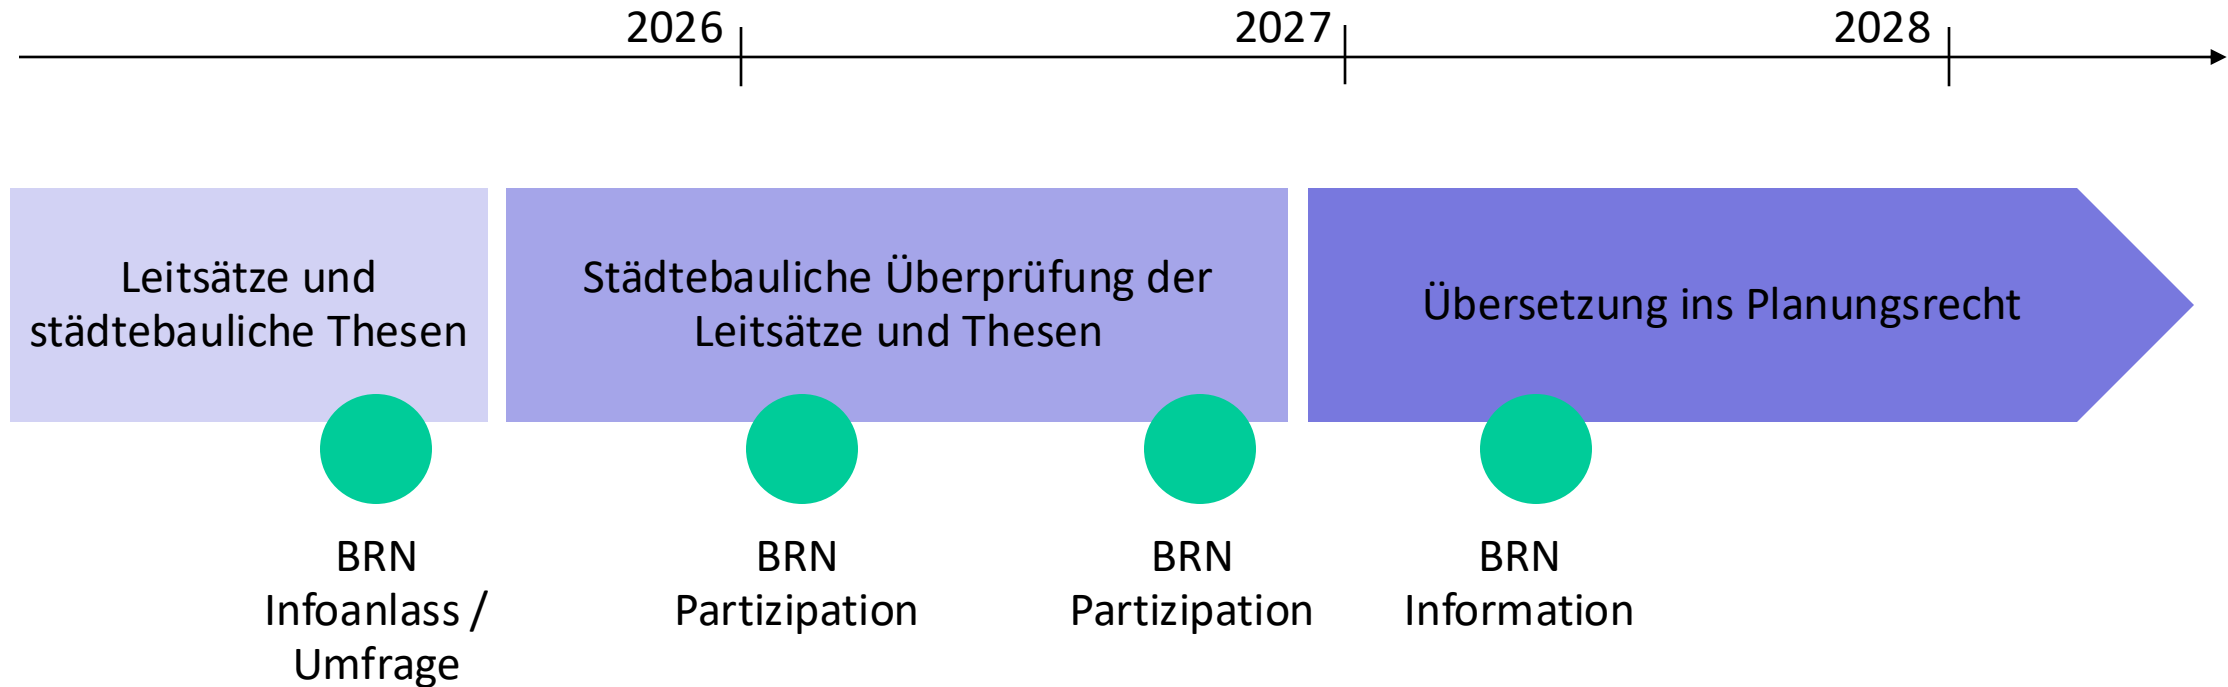 2026
2027
2028
Leitsätze und
städtebauliche Thesen
Städtebauliche Überprüfung der
Leitsätze und Thesen
Übersetzung ins Planungsrecht
BRN
Infoanlass /
Umfrage
BRN
Partizipation
BRN
Partizipation
BRN
Information